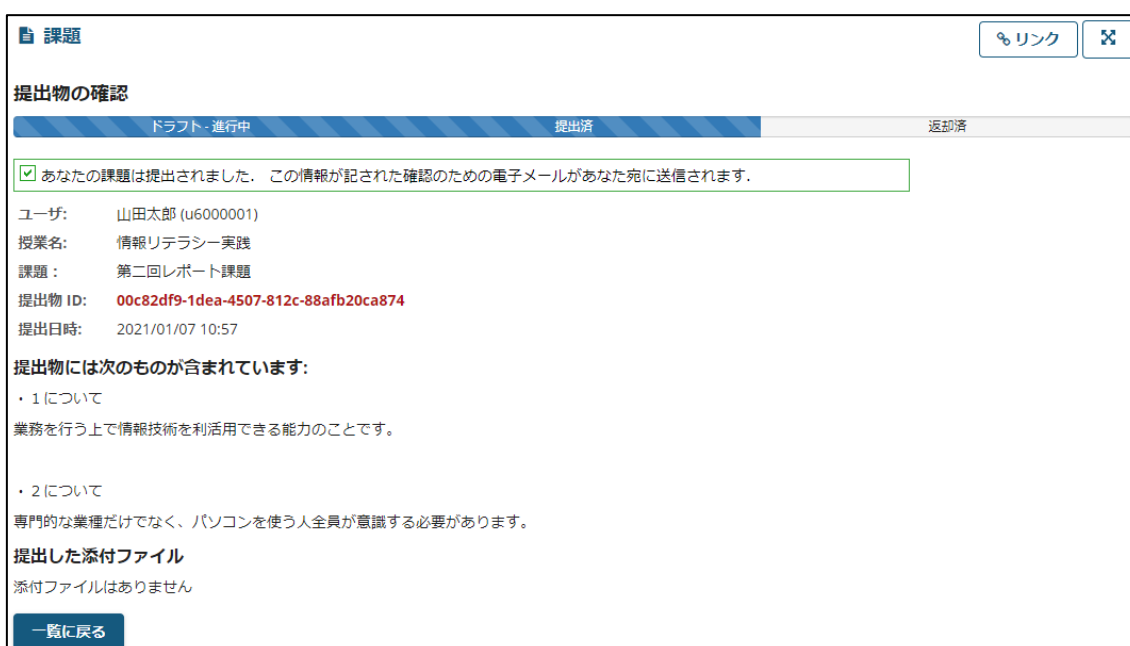 課題
リンク
提出物の確認
ドラフト - 進行中 提出済 返却済
あなたの課題は提出されました． この情報が記された確認のための電子メールがあなた宛に送信されます．
ユーザ: 山田太郎 (u6000001)
授業名: 情報リテラシー実践
課題： 第二回レポート課題
提出物 ID: 00c82df9-1dea-4507-812c-88afb20ca874
提出日時: 2021/01/07 10:57
提出物には次のものが含まれています:
・１について
業務を行う上で情報技術を利活用できる能力のことです。
・２について
専門的な業種だけでなく、パソコンを使う人全員が意識する必要があります。
提出した添付ファイル
添付ファイルはありません
一覧に戻る